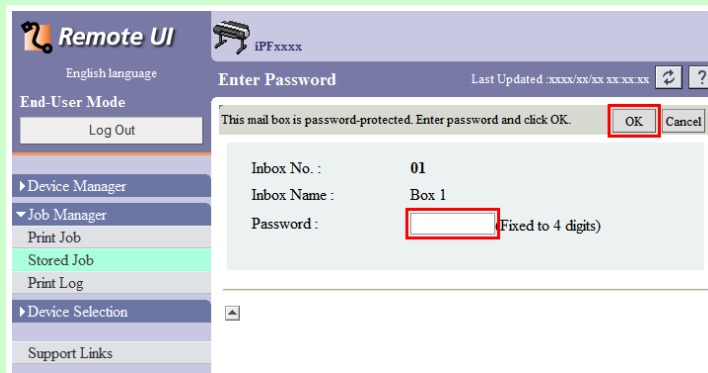 Remote UI
English language
End-User Mode
Log Out
Device Manager
Job Manager
Print Job
Stored Job
Print Log
Device Selection
Support Links
iPFxxxx
Enter Password
Last Updated :xxxx/xx/xx xx:xx:xx
?
This mail box is password-protected. Enter password and click OK.
OK
Cancel
Inbox No. : 01
Inbox Name : Box 1
Password : (Fixed to 4 digits)